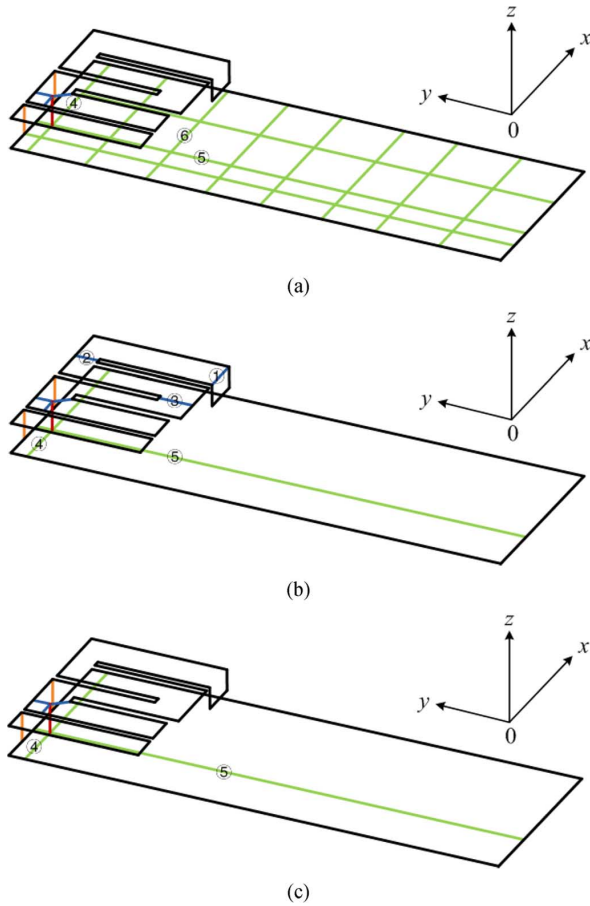 z
x
y
0
④
⑥
⑤
(a)
z
x
y
0
②
①
③
④
⑤
(b)
z
x
y
0
④
⑤
(c)